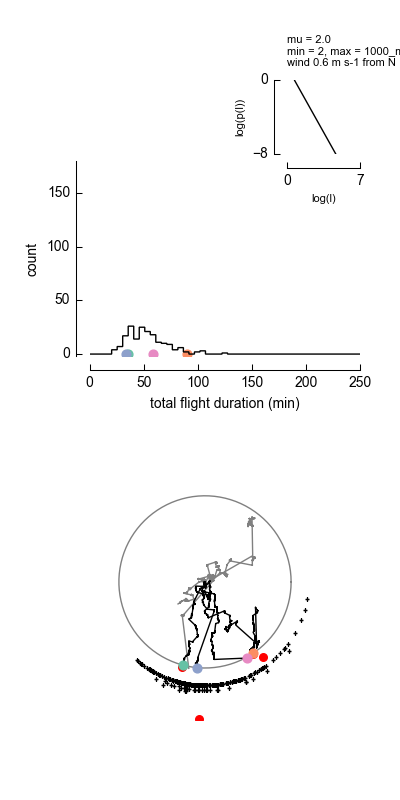 mu = 2.0
min = 2, max = 1000_m
wind 0.6 m s-1 from N
0
log(p(l))
−8
0 7
log(l)
150
100
50
0
count
0 50 100 150 200 250
total flight duration (min)